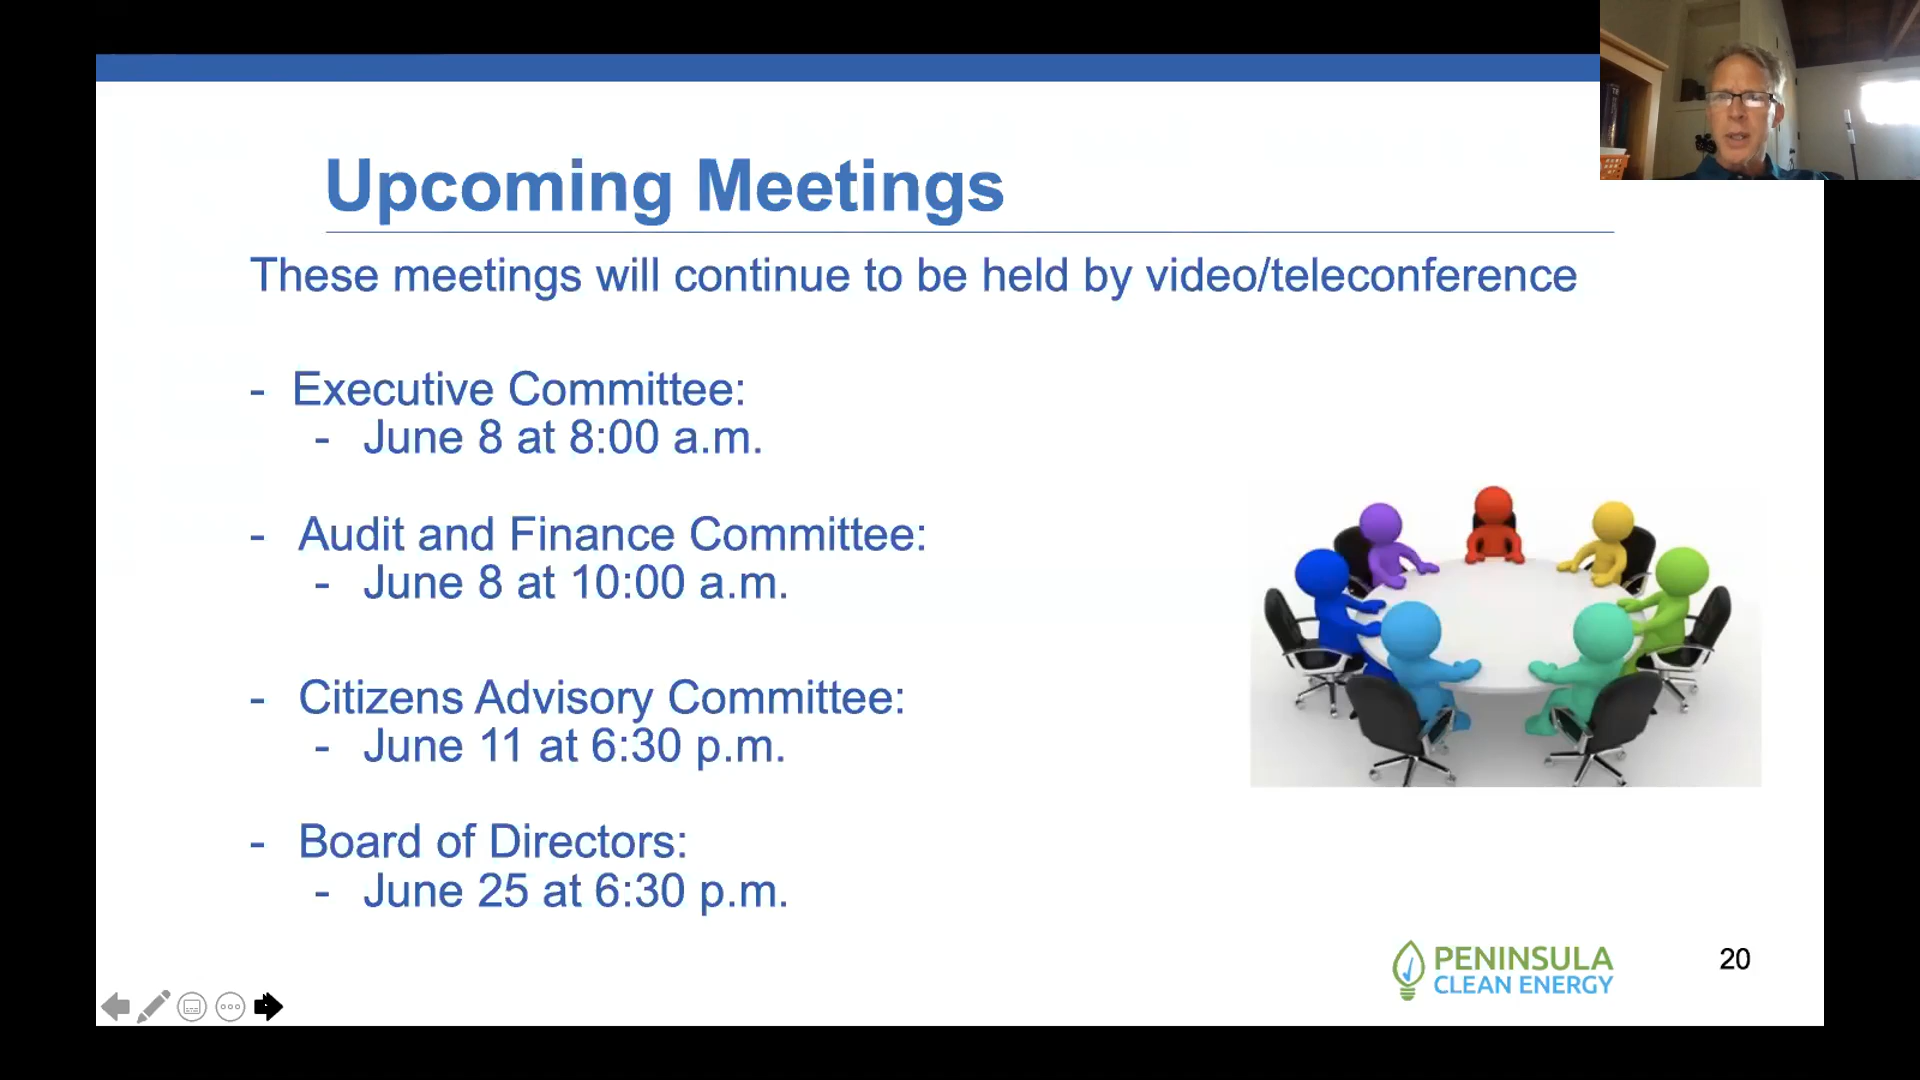 Upcoming Meetings
These meetings will continue to be held by video/teleconference
- Executive Committee:
- June 8 at 8:00 a.m.
- Audit and Finance Committee:
- June 8 at 10:00 a.m.
- Citizens Advisory Committee:
- June 11 at 6:30 p.m.
- Board of Directors:
- June 25 at 6:30 p.m.
PENINSULA
CLEAN ENERGY
20